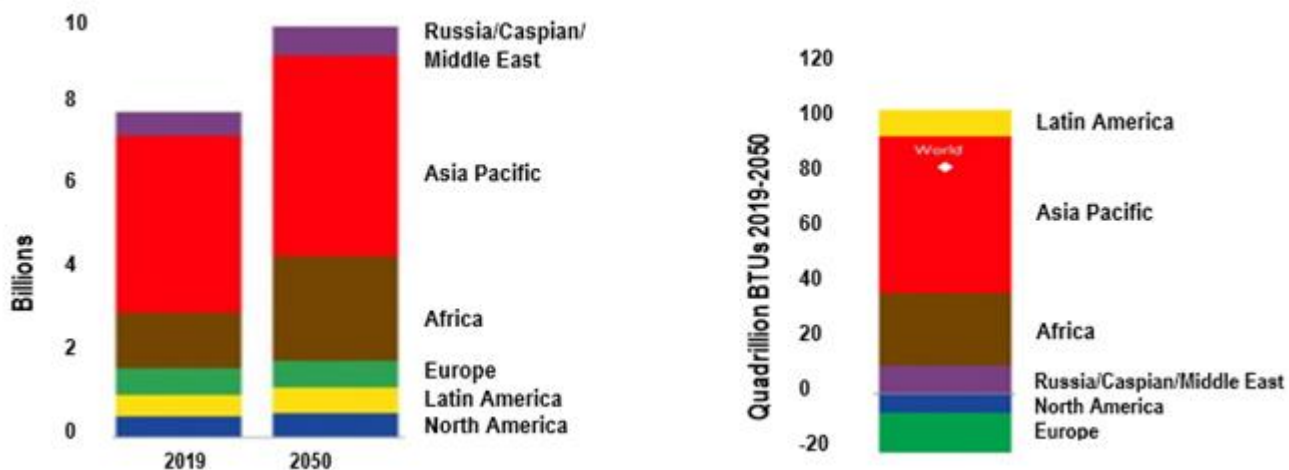 10
8
6
4
2
0
Billions
2019
2050
Russia/Caspian/
Middle East
Asia Pacific
Africa
Europe
Latin America
North America
Quadrillion BTUs 2019-2050
120
100
80
60
40
20
0
-20
World
Latin America
Asia Pacific
Africa
Russia/Caspian/Middle East
North America
Europe